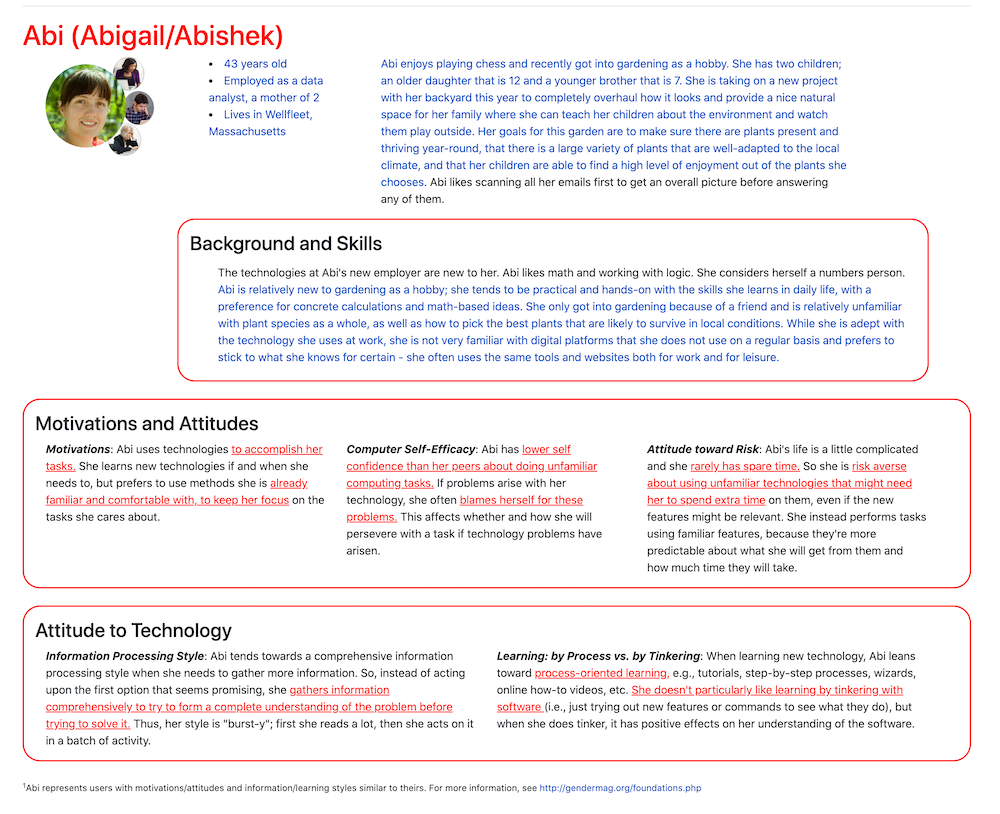 Abi (Abigail/Abishek)
• 43 years old
• Employed as a data
analyst, a mother of 2
• Lives in Wellfleet,
Massachusetts
Abi enjoys playing chess and recently got into gardening as a hobby. She has two children;
an older daughter that is 12 and a younger brother that is 7. She is taking on a new project
with her backyard this year to completely overhaul how it looks and provide a nice natural
space for her family where she can teach her children about the environment and watch
them play outside. Her goals for this garden are to make sure there are plants present and
thriving year-round, that there is a large variety of plants that are well-adapted to the local
climate, and that her children are able to find a high level of enjoyment out of the plants she
chooses. Abi likes scanning all her emails first to get an overall picture before answering
any of them.
Background and Skills
The technologies at Abi's new employer are new to her. Abi likes math and working with logic. She considers herself a numbers person.
Abi is relatively new to gardening as a hobby; she tends to be practical and hands-on with the skills she learns in daily life, with a
preference for concrete calculations and math-based ideas. She only got into gardening because of a friend and is relatively unfamiliar
with plant species as a whole, as well as how to pick the best plants that are likely to survive in local conditions. While she is adept with
the technology she uses at work, she is not very familiar with digital platforms that she does not use on a regular basis and prefers to
stick to what she knows for certain - she often uses the same tools and websites both for work and for leisure.
Motivations and Attitudes
Motivations: Abi uses technologies to accomplish her
tasks. She learns new technologies if and when she
needs to, but prefers to use methods she is already
familiar and comfortable with, to keep her focus on the
tasks she cares about.
Computer Self-Efficacy: Abi has lower self
confidence than her peers about doing unfamiliar
computing tasks. If problems arise with her
technology, she often blames herself for these
problems. This affects whether and how she will
persevere with a task if technology problems have
arisen.
Attitude toward Risk: Abi's life is a little complicated
and she rarely has spare time. So she is risk averse
about using unfamiliar technologies that might need
her to spend extra time on them, even if the new
features might be relevant. She instead performs tasks
using familiar features, because they're more
predictable about what she will get from them and
how much time they will take.
Attitude to Technology
Information Processing Style: Abi tends towards a comprehensive information
processing style when she needs to gather more information. So, instead of acting
upon the first option that seems promising, she gathers information
comprehensively to try to form a complete understanding of the problem before
trying to solve it. Thus, her style is "burst-y"; first she reads a lot, then she acts on it
in a batch of activity.
Learning: by Process vs. by Tinkering: When learning new technology, Abi leans
toward process-oriented learning, e.g., tutorials, step-by-step processes, wizards,
online how-to videos, etc. She doesn't particularly like learning by tinkering with
software (i.e., just trying out new features or commands to see what they do), but
when she does tinker, it has positive effects on her understanding of the software.
1Abi represents users with motivations/attitudes and information/learning styles similar to theirs. For more information, see http://gendermag.org/foundations.php